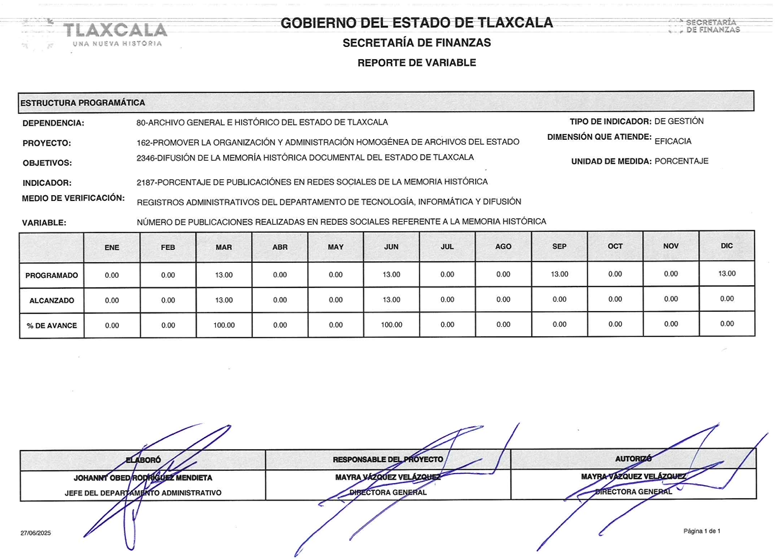 TLAXCALA
UNA NUEVA HISTORIA
GOBIERNO DEL ESTADO DE TLAXCALA
SECRETARÍA DE FINANZAS
REPORTE DE VARIABLE
SECRETARÍA
DE FINANZAS
ESTRUCTURA PROGRAMÁTICA
DEPENDENCIA: 80-ARCHIVO GENERAL E HISTÓRICO DEL ESTADO DE TLAXCALA TIPO DE INDICADOR: DE GESTIÓN
PROYECTO: 162-PROMOVER LA ORGANIZACIÓN Y ADMINISTRACIÓN HOMOGÉNEA DE ARCHIVOS DEL ESTADO DIMENSIÓN QUE ATIENDE: EFICACIA
OBJETIVOS: 2346-DIFUSIÓN DE LA MEMORÍA HISTÓRICA DOCUMENTAL DEL ESTADO DE TLAXCALA UNIDAD DE MEDIDA: PORCENTAJE
INDICADOR: 2187-PORCENTAJE DE PUBLICACIÓNES EN REDES SOCIALES DE LA MEMORIA HISTÓRICA
MEDIO DE VERIFICACIÓN: REGISTROS ADMINISTRATIVOS DEL DEPARTAMENTO DE TECNOLOGÍA, INFORMÁTICA Y DIFUSIÓN
VARIABLE: NÚMERO DE PUBLICACIONES REALIZADAS EN REDES SOCIALES REFERENTE A LA MEMORIA HISTÓRICA
ENE FEB MAR ABR MAY JUN JUL AGO SEP OCT NOV DIC
PROGRAMADO 0.00 0.00 13.00 0.00 0.00 13.00 0.00 0.00 13.00 0.00 0.00 13.00
ALCANZADO 0.00 0.00 13.00 0.00 0.00 13.00 0.00 0.00 0.00 0.00 0.00 0.00
% DE AVANCE 0.00 0.00 100.00 0.00 0.00 100.00 0.00 0.00 0.00 0.00 0.00 0.00
ELABORÓ RESPONSABLE DEL PROYECTO AUTORIZÓ
JOHANNY OBED RODRÍGUEZ MENDIETA MAYRA VÁZQUEZ VELÁZQUEZ MAYRA VÁZQUEZ VELÁZQUEZ
JEFE DEL DEPARTAMENTO ADMINISTRATIVO DIRECTORA GENERAL DIRECTORA GENERAL
27/06/2025 Página 1 de 1